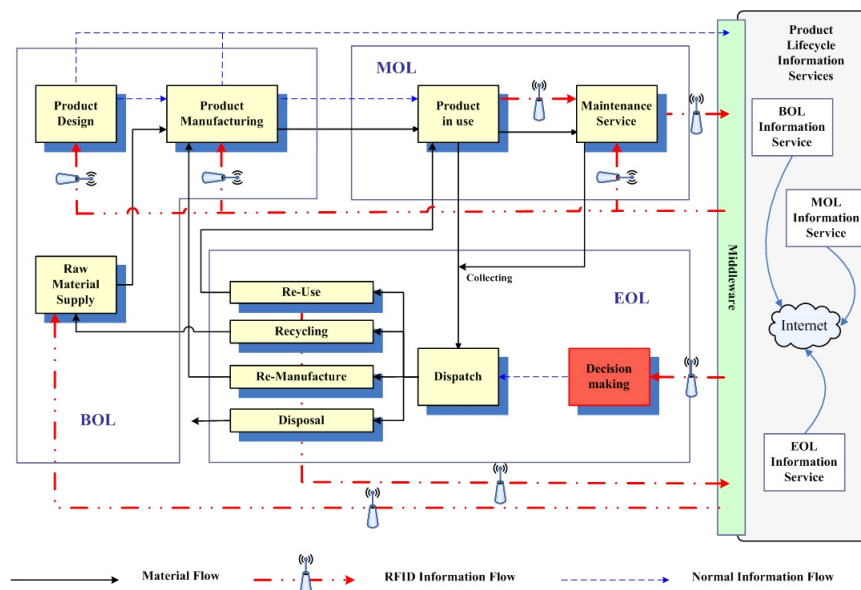 Product
Lifecycle
Information
Services
MOL
Product
Design
Product
Manufacturing
Product
in use
Maintenance
Service
BOL
Information
Service
MOL
Information
Service
Middleware
Raw
Material
Supply
Collecting
EOL
Re-Use
Recycling
Re-Manufacture
Disposal
Dispatch
Decision
making
Internet
BOL
EOL
Information
Service
Material Flow
RFID Information Flow
Normal Information Flow